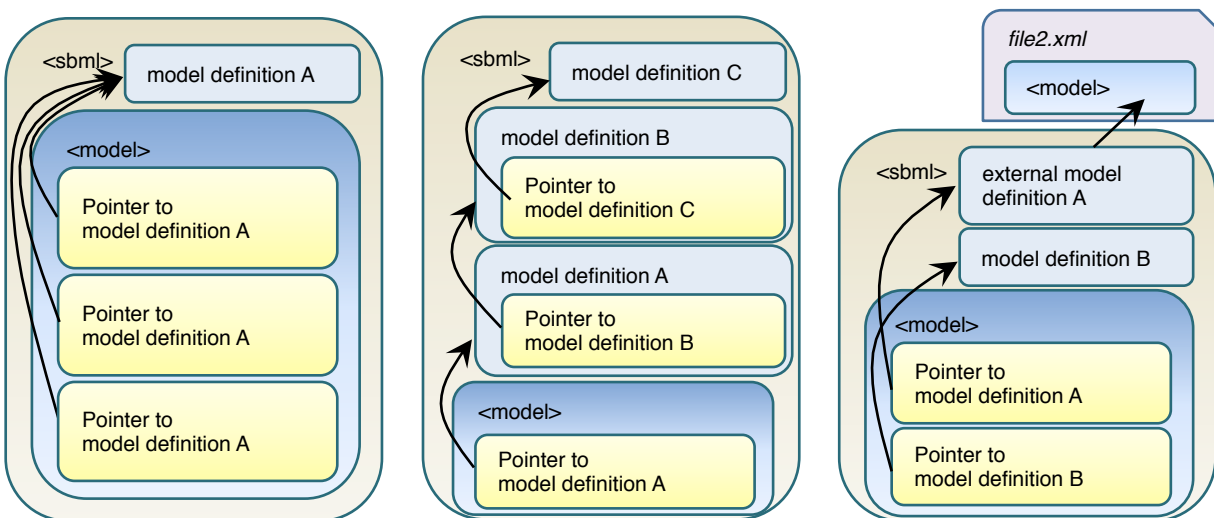 <sbml>
model definition A
<model>
Pointer to
model definition A
Pointer to
model definition A
Pointer to
model definition A
<sbml>
model definition C
model definition B
Pointer to
model definition C
model definition A
Pointer to
model definition B
<model>
Pointer to
model definition A
file2.xml
<model>
<sbml>
external model
definition A
model definition B
<model>
Pointer to
model definition A
Pointer to
model definition B